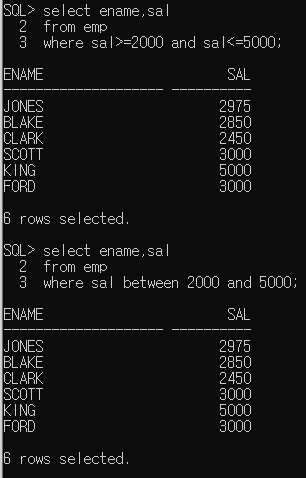 SQL> select ename,sal
2 from emp
3 where sal>=2000 and sal<=5000;
ENAME SAL
-------------------- ----------
JONES 2975
BLAKE 2850
CLARK 2450
SCOTT 3000
KING 5000
FORD 3000
6 rows selected.
SQL> select ename,sal
2 from emp
3 where sal between 2000 and 5000;
ENAME SAL
-------------------- ----------
JONES 2975
BLAKE 2850
CLARK 2450
SCOTT 3000
KING 5000
FORD 3000
6 rows selected.